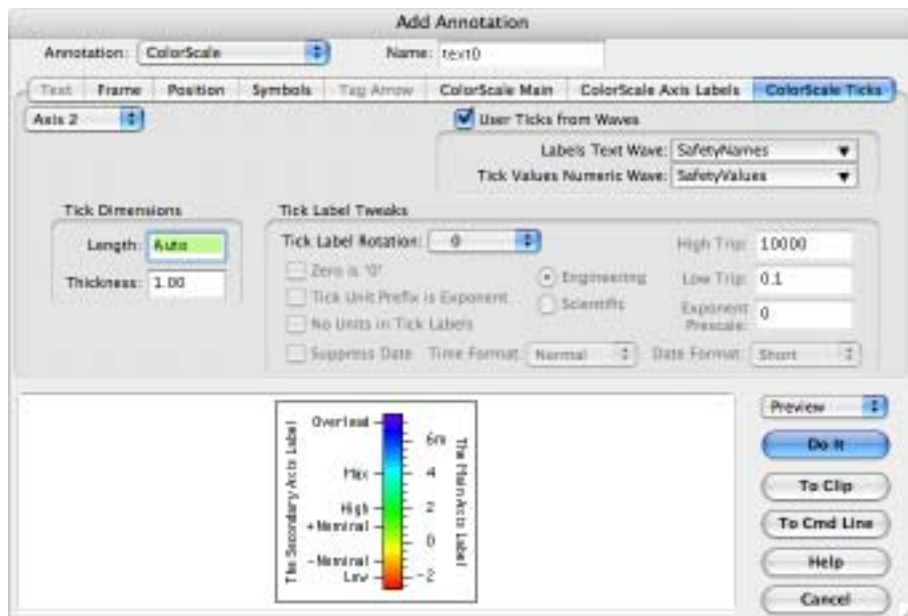 Add Annotation
Annotation: ColorScale Name: text0
Text Frame Position Symbols Tag Arrow ColorScale Main ColorScale Axis Labels ColorScale Ticks
Axis 2 User Ticks from Waves
Labels Text Wave: SafetyNames
Tick Values Numeric Wave: SafetyValues
Tick Dimensions Tick Label Tweaks
Length: Auto Tick Label Rotation: 0 High Trip: 10000
Zero is '0' Engineering Low Trip: 0.1
Thickness: 1.00
Tick Unit Prefix is Exponent Scientific Exponent Prescale: 0
No Units in Tick Labels
Suppress Date Time Format: Normal Date Format: Short
Preview
The Secondary Axis Label
Overload
Max
High
+Nominal
-Nominal
Low
6m
4
2
0
-2
The Main Axis Label
Do It
To Clip
To Cmd Line
Help
Cancel